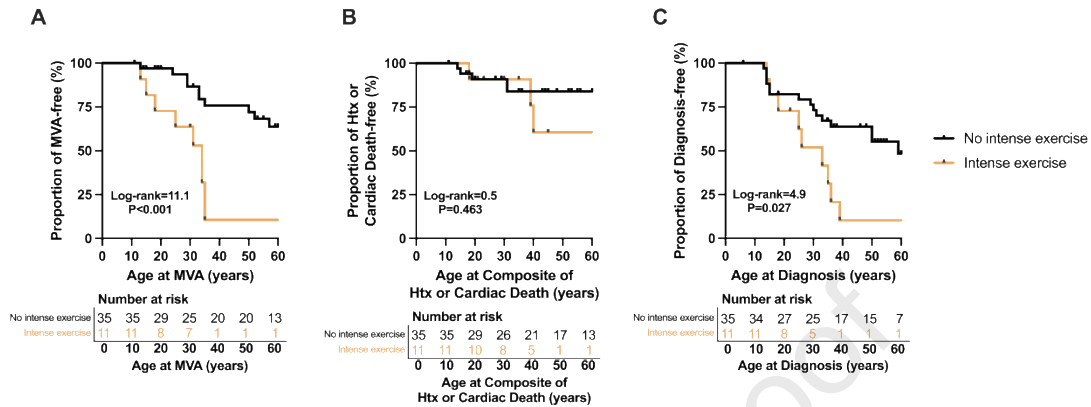 A
B
C
Proportion of MVA-free (%)
100
75
50
25
0
Log-rank=11.1
P<0.001
0 10 20 30 40 50 60
Age at MVA (years)
Proportion of Htx or
Cardiac Death-free (%)
100
75
50
25
0
Log-rank=0.5
P=0.463
0 10 20 30 40 50 60
Age at Composite of
Htx or Cardiac Death (years)
Proportion of Diagnosis-free (%)
100
75
50
25
0
Log-rank=4.9
P=0.027
0 10 20 30 40 50 60
Age at Diagnosis (years)
No intense exercise
Intense exercise
Number at risk
No intense exercise 35 35 29 25 20 20 13
Intense exercise 11 11 8 7 1 1 1
0 10 20 30 40 50 60
Age at MVA (years)
Number at risk
No intense exercise 35 35 29 26 21 17 13
Intense exercise 11 11 10 8 5 1 1
0 10 20 30 40 50 60
Age at Composite of
Htx or Cardiac Death (years)
Number at risk
No intense exercise 35 34 27 25 17 15 7
Intense exercise 11 11 8 5 1 1 1
0 10 20 30 40 50 60
Age at Diagnosis (years)
oof